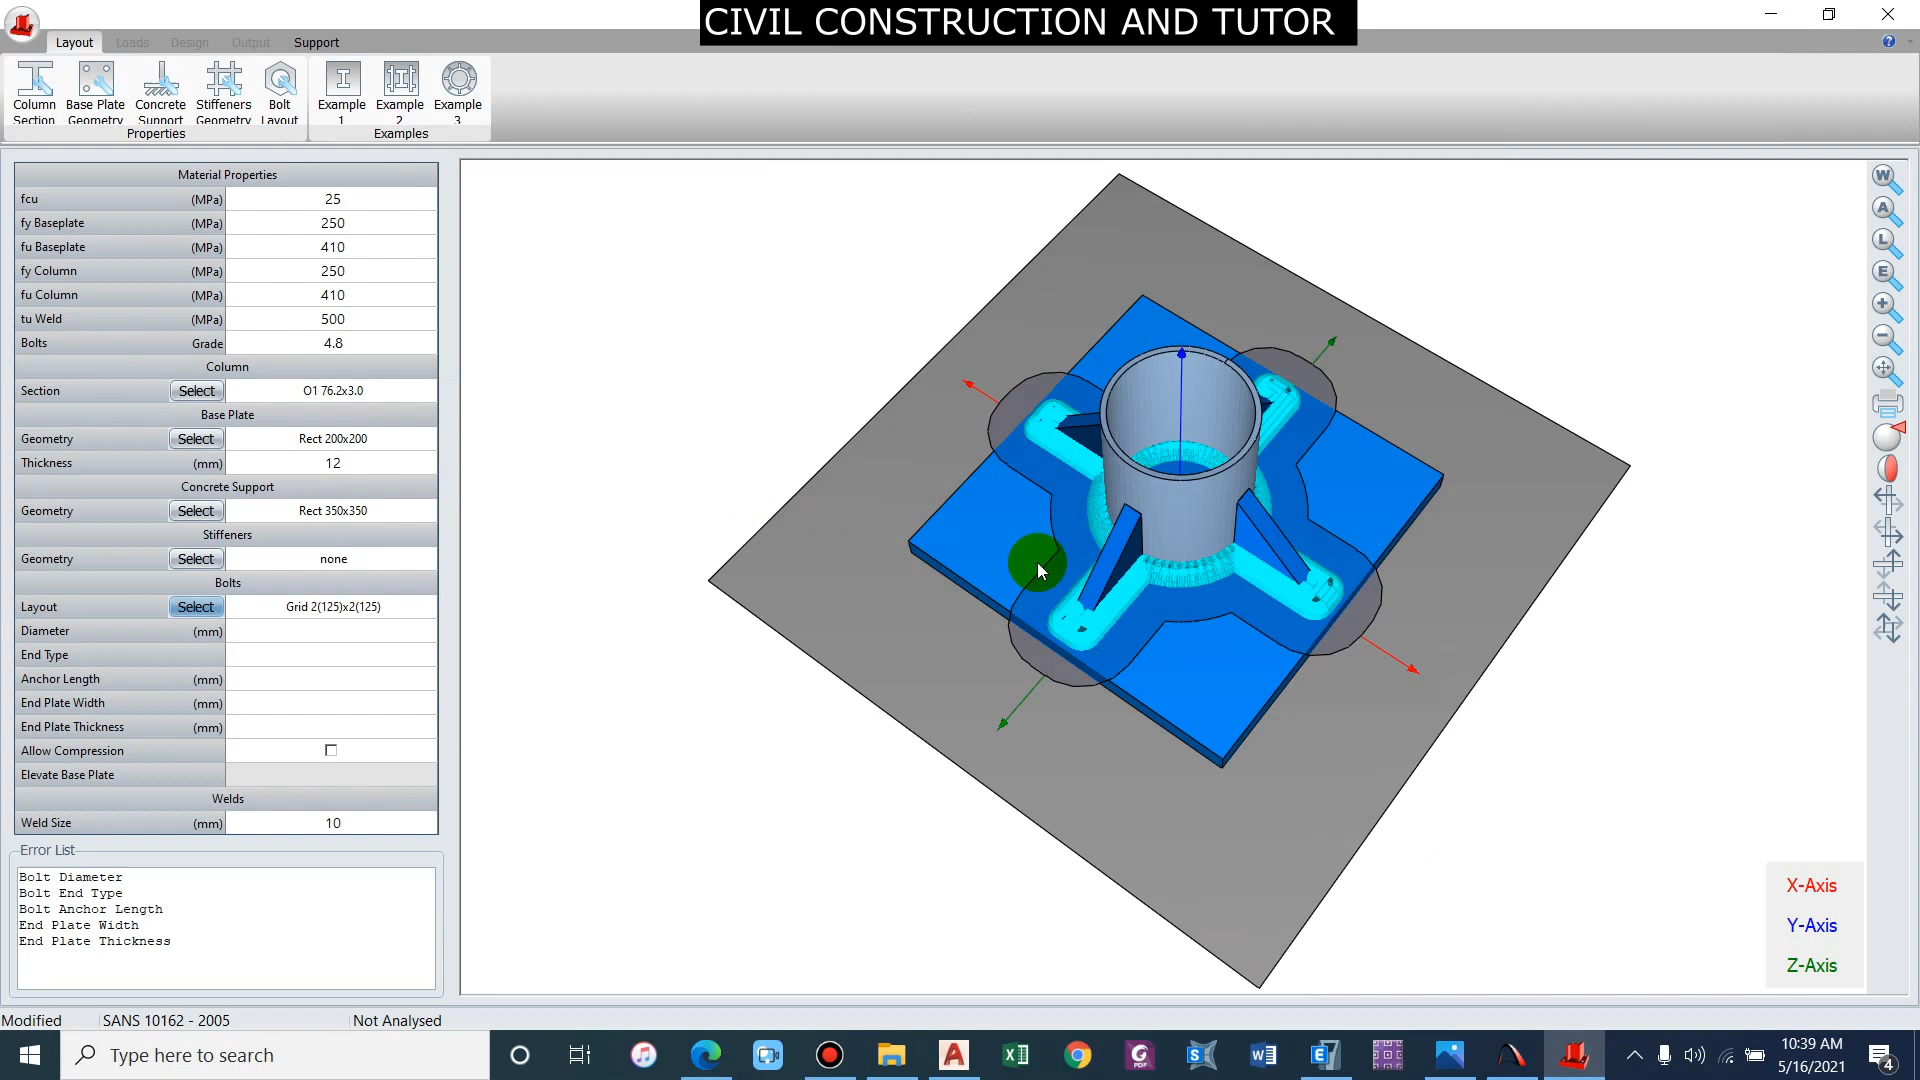 CIVIL CONSTRUCTION AND TUTOR
Layout Loads Design Output Support
Column Section
Base Plate Geometry
Concrete Support
Stiffeners Geometry
Bolt Layout
Example 1
Example 2
Example 3
Properties
Examples
Material Properties
fcu (MPa) 25
fy Baseplate (MPa) 250
fu Baseplate (MPa) 410
fy Column (MPa) 250
fu Column (MPa) 410
tu Weld (MPa) 500
Bolts Grade 4.8
Column
Section Select O1 76.2x3.0
Base Plate
Geometry Select Rect 200x200
Thickness (mm) 12
Concrete Support
Geometry Select Rect 350x350
Stiffeners
Geometry Select none
Bolts
Layout Select Grid 2(125)x2(125)
Diameter (mm)
End Type
Anchor Length (mm)
End Plate Width (mm)
End Plate Thickness (mm)
Allow Compression
Elevate Base Plate
Welds
Weld Size (mm) 10
Error List
Bolt Diameter
Bolt End Type
Bolt Anchor Length
End Plate Width
End Plate Thickness
W
A
L
E
X-Axis
Y-Axis
Z-Axis
Modified SANS 10162 - 2005 Not Analysed
Type here to search
10:39 AM
5/16/2021
4